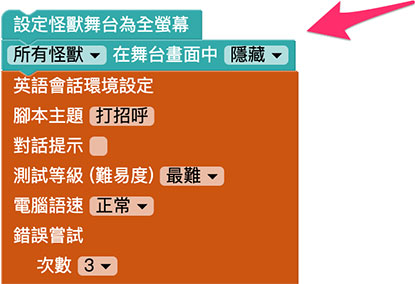 設定怪獸舞台為全螢幕
所有怪獸 在舞台畫面中 隱藏
英語會話環境設定
腳本主題 打招呼
對話提示
測試等級 (難易度) 最難
電腦語速 正常
錯誤嘗試
次數 3